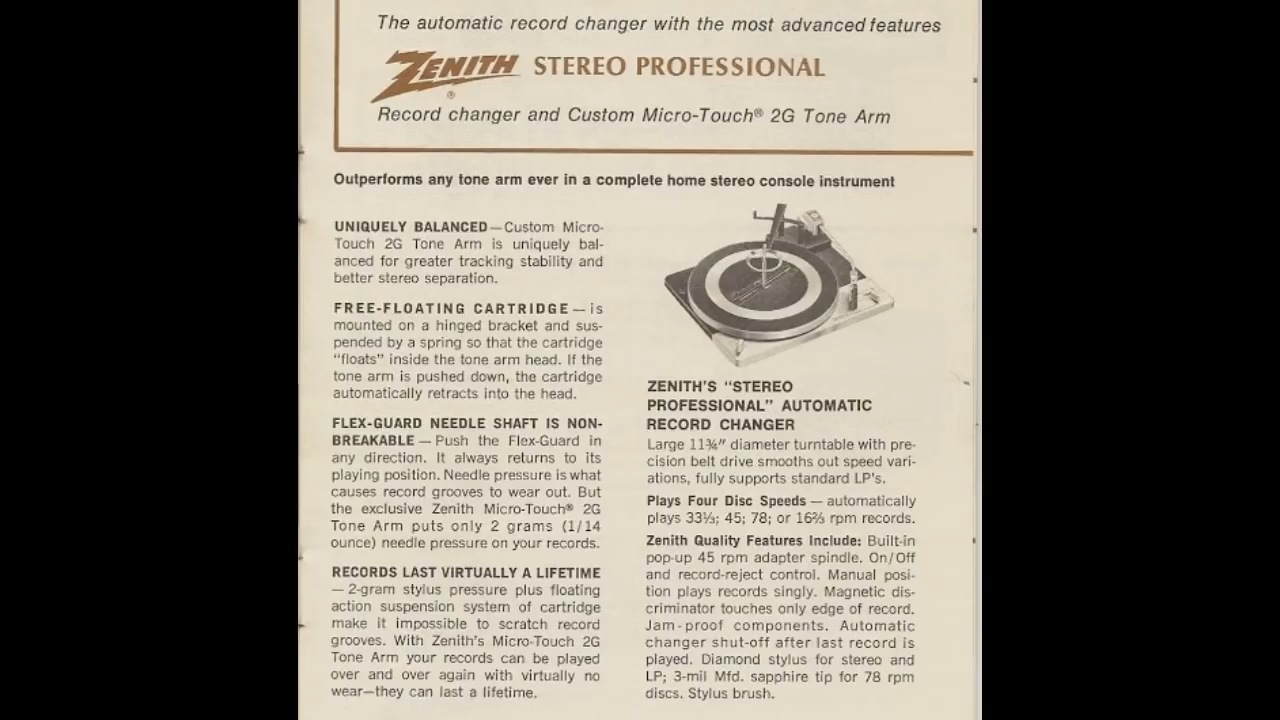 The automatic record changer with the most advanced features
ZENITH STEREO PROFESSIONAL
®
Record changer and Custom Micro-Touch® 2G Tone Arm
Outperforms any tone arm ever in a complete home stereo console instrument
UNIQUELY BALANCED—Custom Micro-
Touch 2G Tone Arm is uniquely bal-
anced for greater tracking stability and
better stereo separation.
FREE-FLOATING CARTRIDGE — is
mounted on a hinged bracket and sus-
pended by a spring so that the cartridge
“floats” inside the tone arm head. If the
tone arm is pushed down, the cartridge
automatically retracts into the head.
FLEX-GUARD NEEDLE SHAFT IS NON-
BREAKABLE — Push the Flex-Guard in
any direction. It always returns to its
playing position. Needle pressure is what
causes record grooves to wear out. But
the exclusive Zenith Micro-Touch® 2G
Tone Arm puts only 2 grams (1/14
ounce) needle pressure on your records.
RECORDS LAST VIRTUALLY A LIFETIME
— 2-gram stylus pressure plus floating
action suspension system of cartridge
make it impossible to scratch record
grooves. With Zenith's Micro-Touch 2G
Tone Arm your records can be played
over and over again with virtually no
wear—they can last a lifetime.
ZENITH'S “STEREO
PROFESSIONAL” AUTOMATIC
RECORD CHANGER
Large 11¾″ diameter turntable with pre-
cision belt drive smooths out speed vari-
ations, fully supports standard LP's.
Plays Four Disc Speeds — automatically
plays 33⅓; 45; 78; or 16⅔ rpm records.
Zenith Quality Features Include: Built-in
pop-up 45 rpm adapter spindle. On/Off
and record-reject control. Manual posi-
tion plays records singly. Magnetic dis-
criminator touches only edge of record.
Jam-proof components. Automatic
changer shut-off after last record is
played. Diamond stylus for stereo and
LP; 3-mil Mfd. sapphire tip for 78 rpm
discs. Stylus brush.